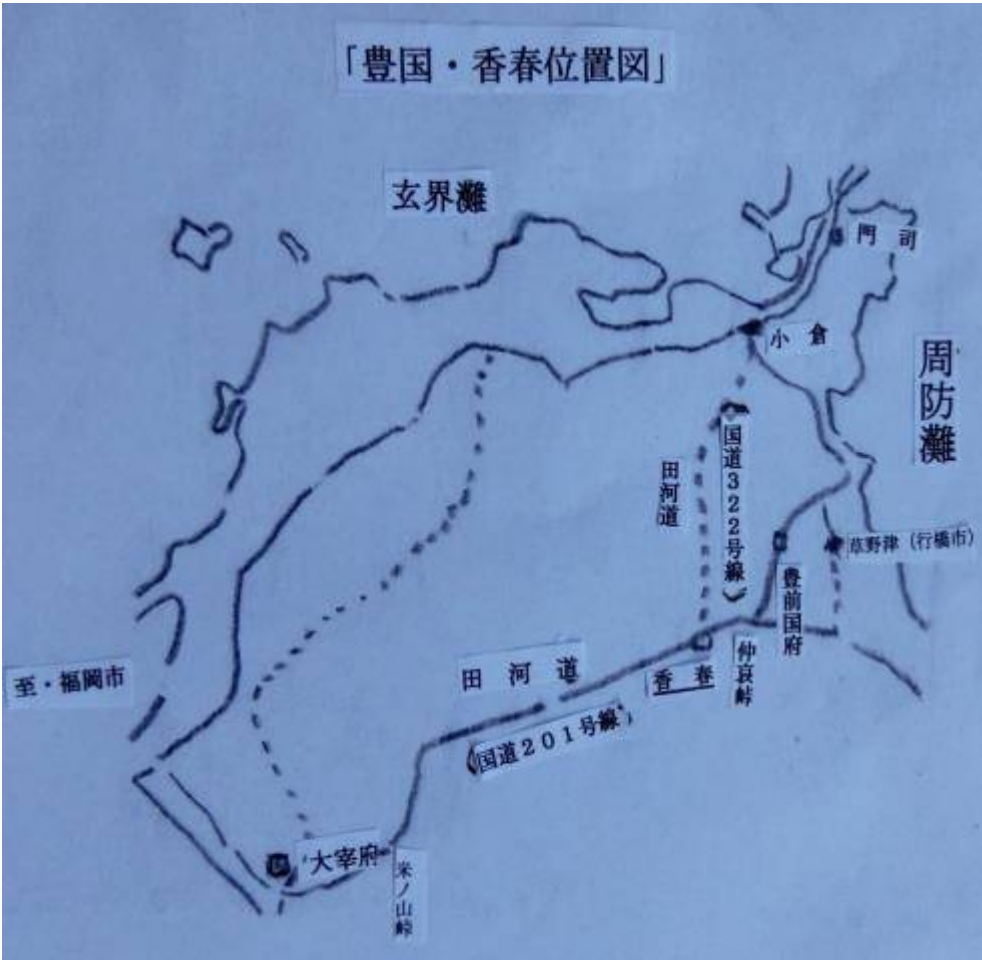 「豊国・香春位置図」
玄界灘
門司
小倉
周防灘
田河道
《国道322号線》
草野津（行橋市）
豊前国府
仲哀峠
香春
田河道
《国道201号線》
至・福岡市
大宰府
米ノ山峠